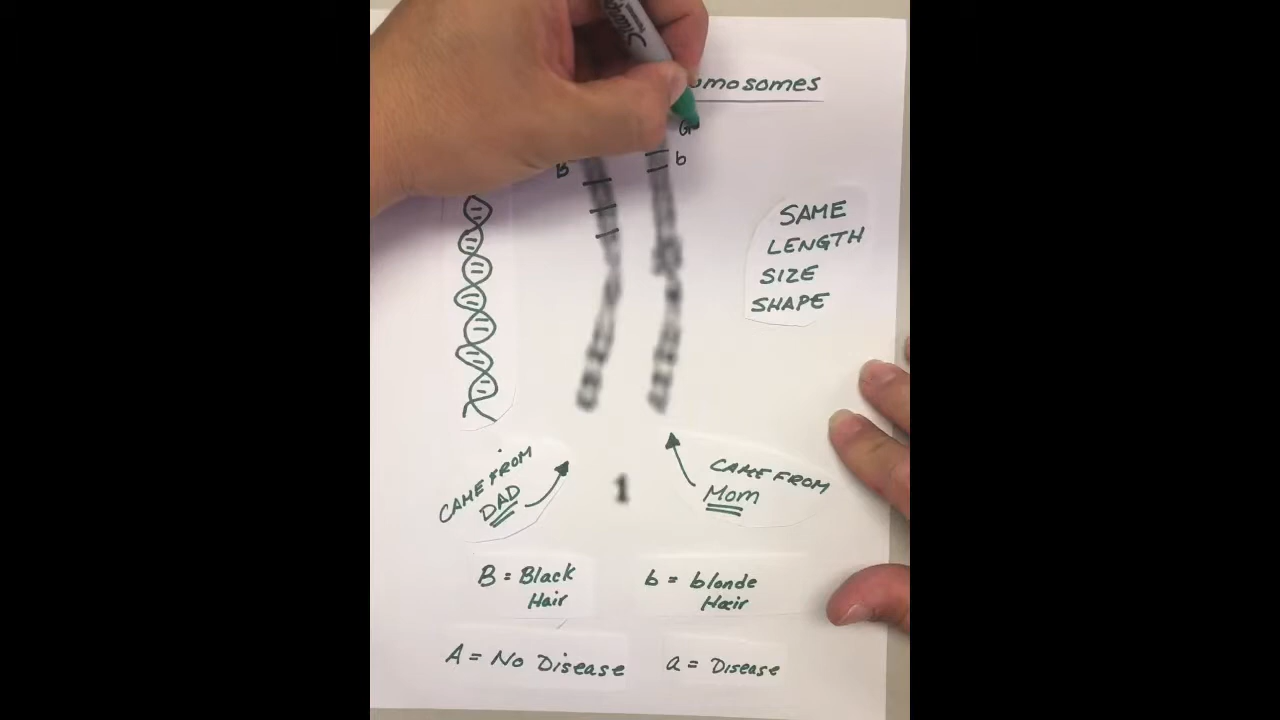 omosomes
G
B
b
SAME
LENGTH
SIZE
SHAPE
CAME FROM
DAD
1
CAME FROM
Mom
B = Black
Hair
b = blonde
Hair
A = No Disease
a = Disease